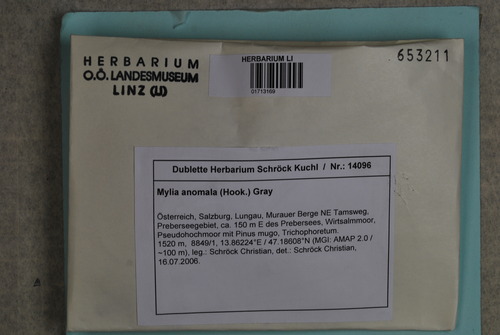 HERBARIUM
O.Ö. LANDESMUSEUM
LINZ (LI)
HERBARIUM LI
01713169
653211
Dublette Herbarium Schröck Kuchl / Nr.: 14096
Mylia anomala (Hook.) Gray
Österreich, Salzburg, Lungau, Murauer Berge NE Tamsweg,
Preberseegebiet, ca. 150 m E des Prebersees, Wirtsalmmoor,
Pseudohochmoor mit Pinus mugo, Trichophoretum.
1520 m, 8849/1, 13.86224°E / 47.18608°N (MGI: AMAP 2.0 /
~100 m), leg.: Schröck Christian, det.: Schröck Christian,
16.07.2006.